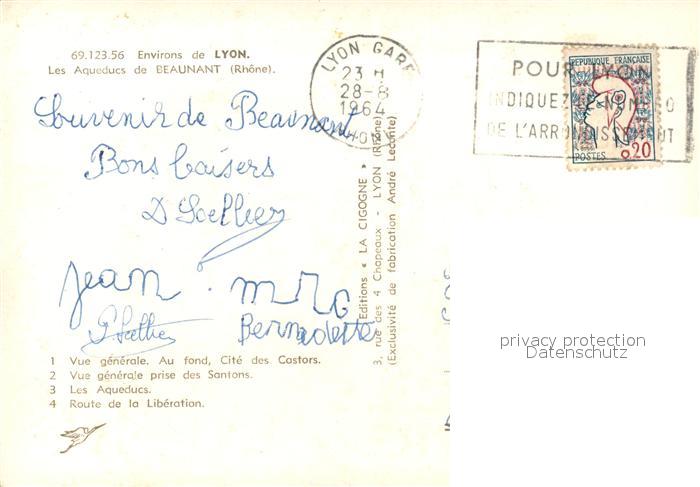 69.123.56 Environs de LYON.
Les Aqueducs de BEAUNANT (Rhône).
LYON GARE
23 H
28-8
1964
RHONE
POUR LYON
INDIQUEZ LE NUMERO
DE L'ARRONDISSEMENT
REPUBLIQUE FRANÇAISE
POSTES 0,20
Souvenir de Beaunant
Bons baisers
Jean
Bernadette
Editions « LA CIGOGNE »
3, rue des 4 Chapeaux - LYON (Rhône)
(Exclusivité de fabrication André Leconte)
1 Vue générale. Au fond, Cité des Castors.
2 Vue générale prise des Santons.
3 Les Aqueducs.
4 Route de la Libération.
privacy protection
Datenschutz